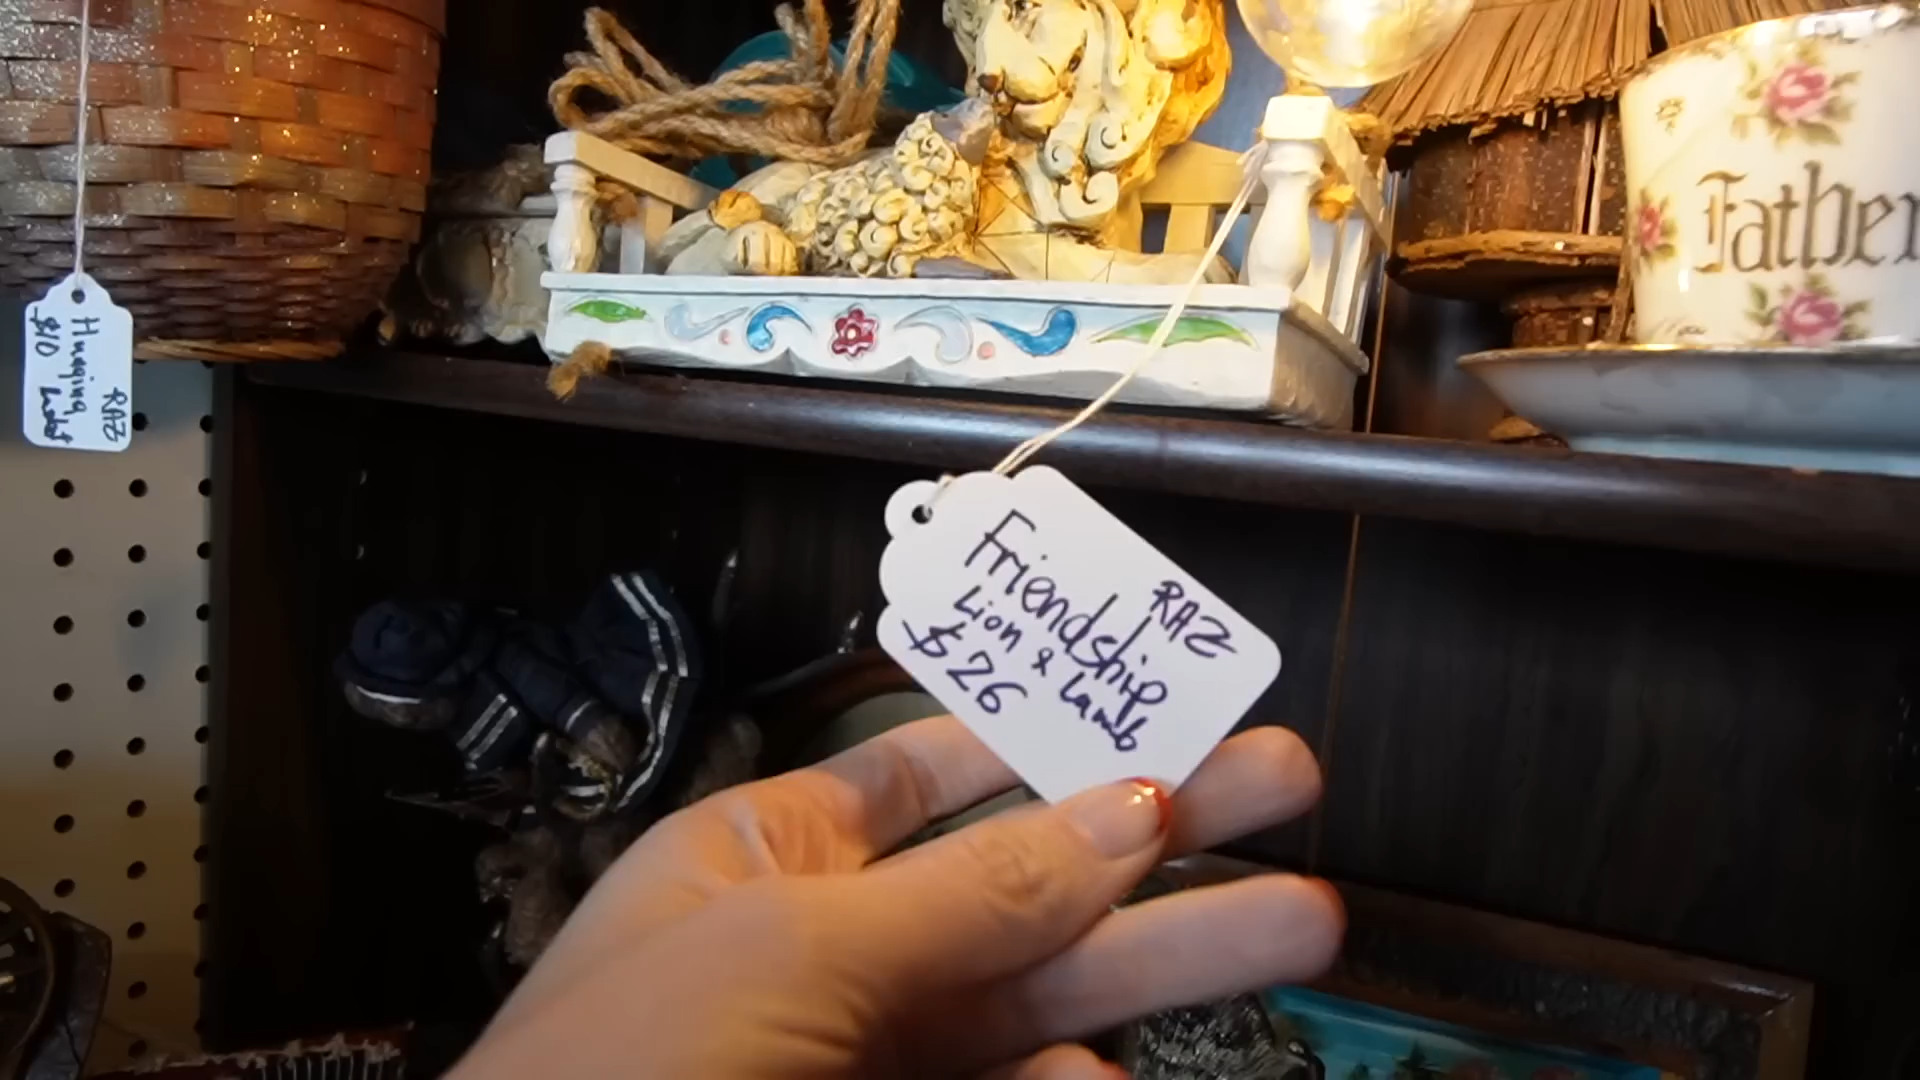 RAZ
Hanging
$10
Father
RAZ
Friendship
Lion & Lamb
$26